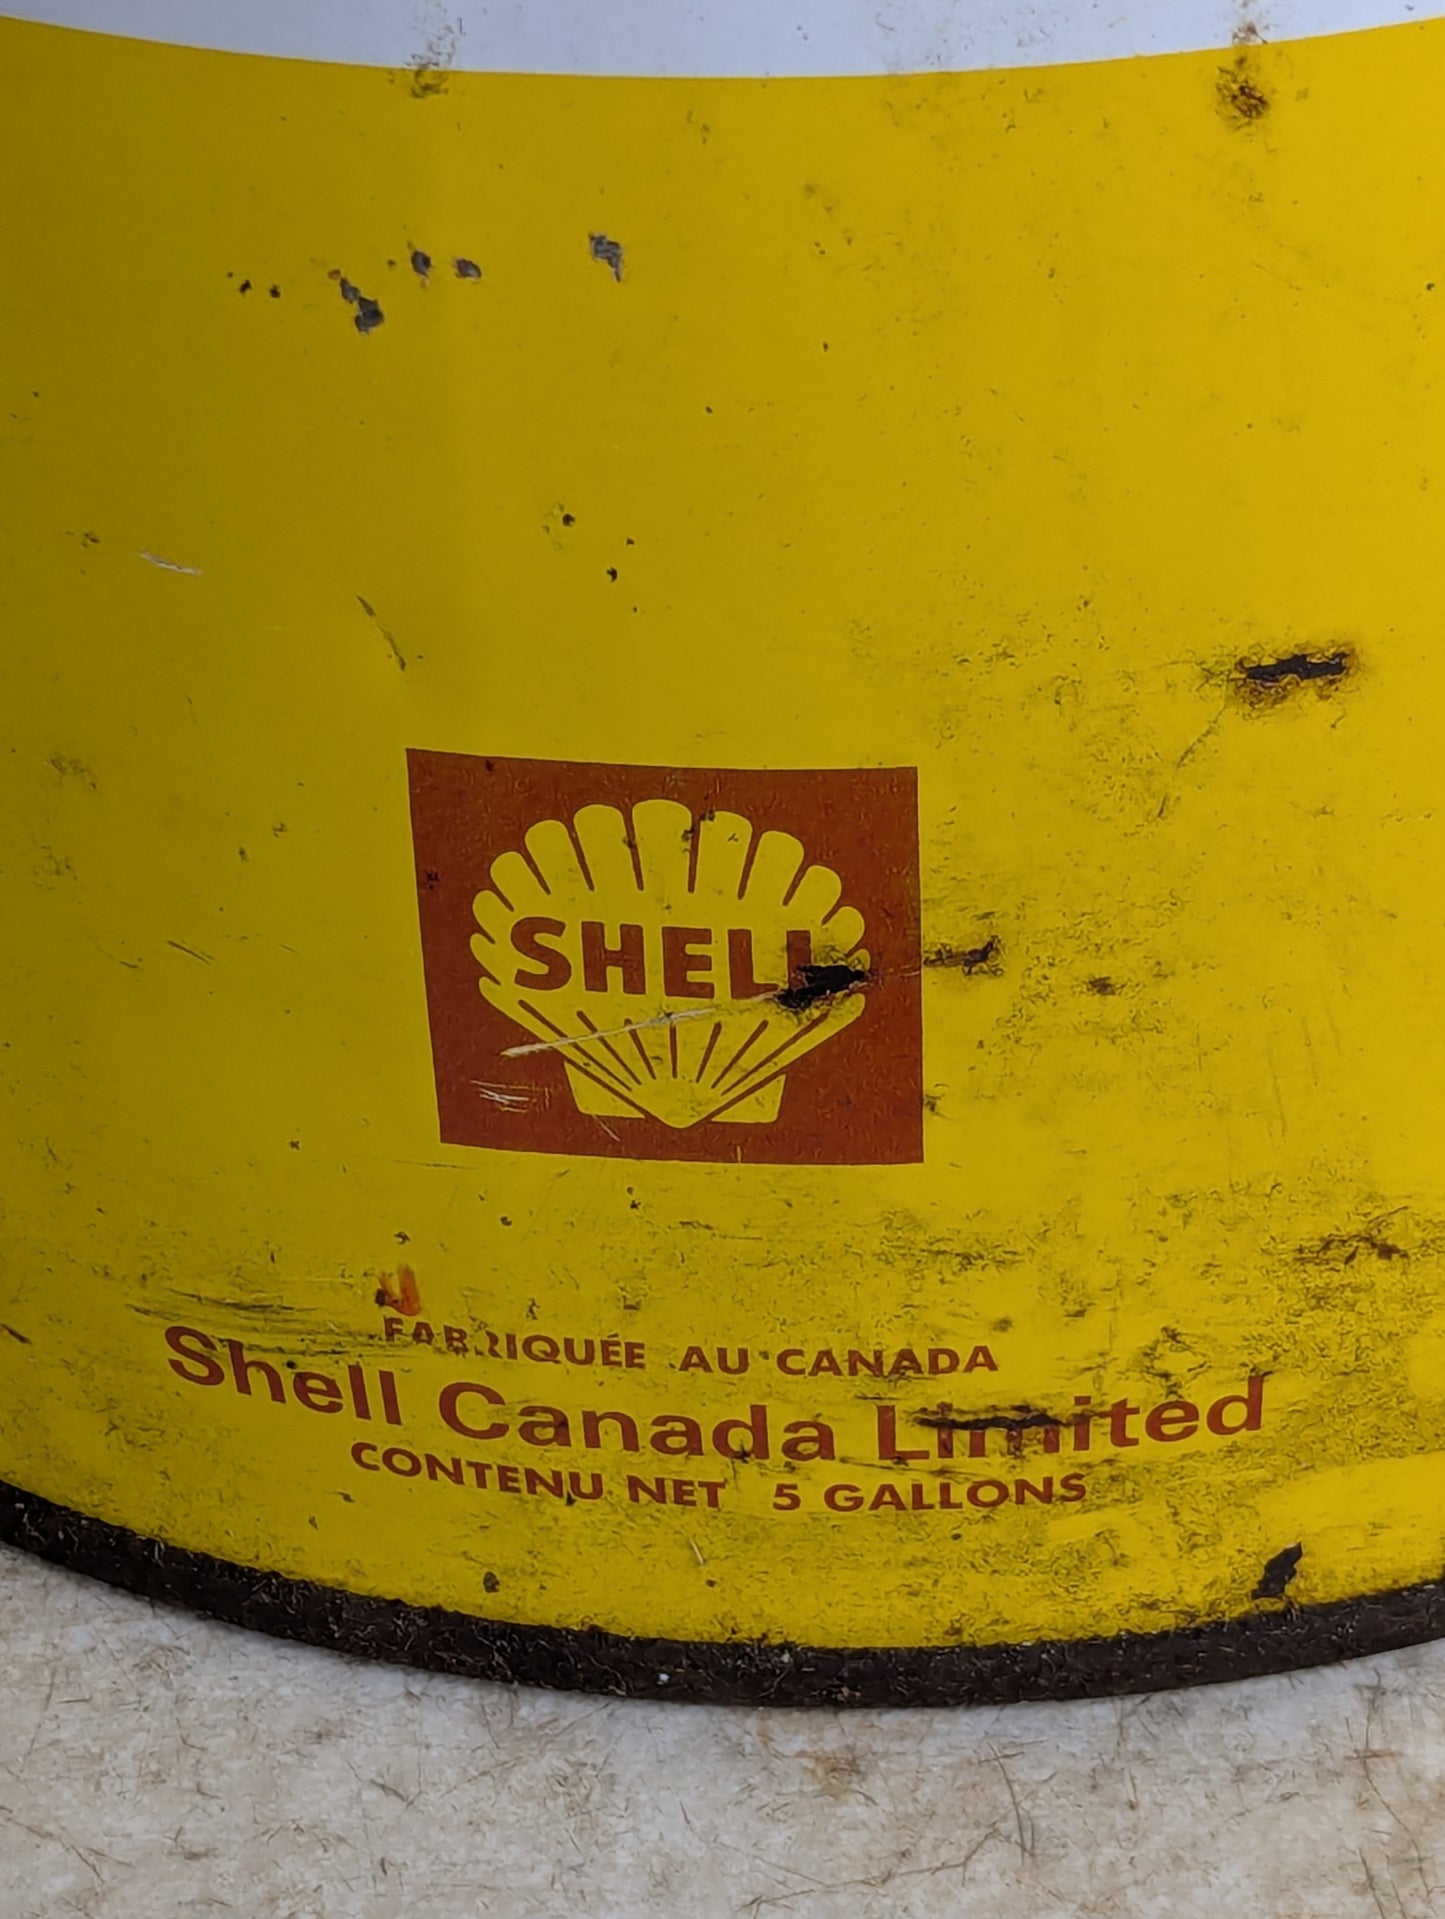 SHELL
FABRIQUÉE AU CANADA
Shell Canada Limited
CONTENU NET 5 GALLONS